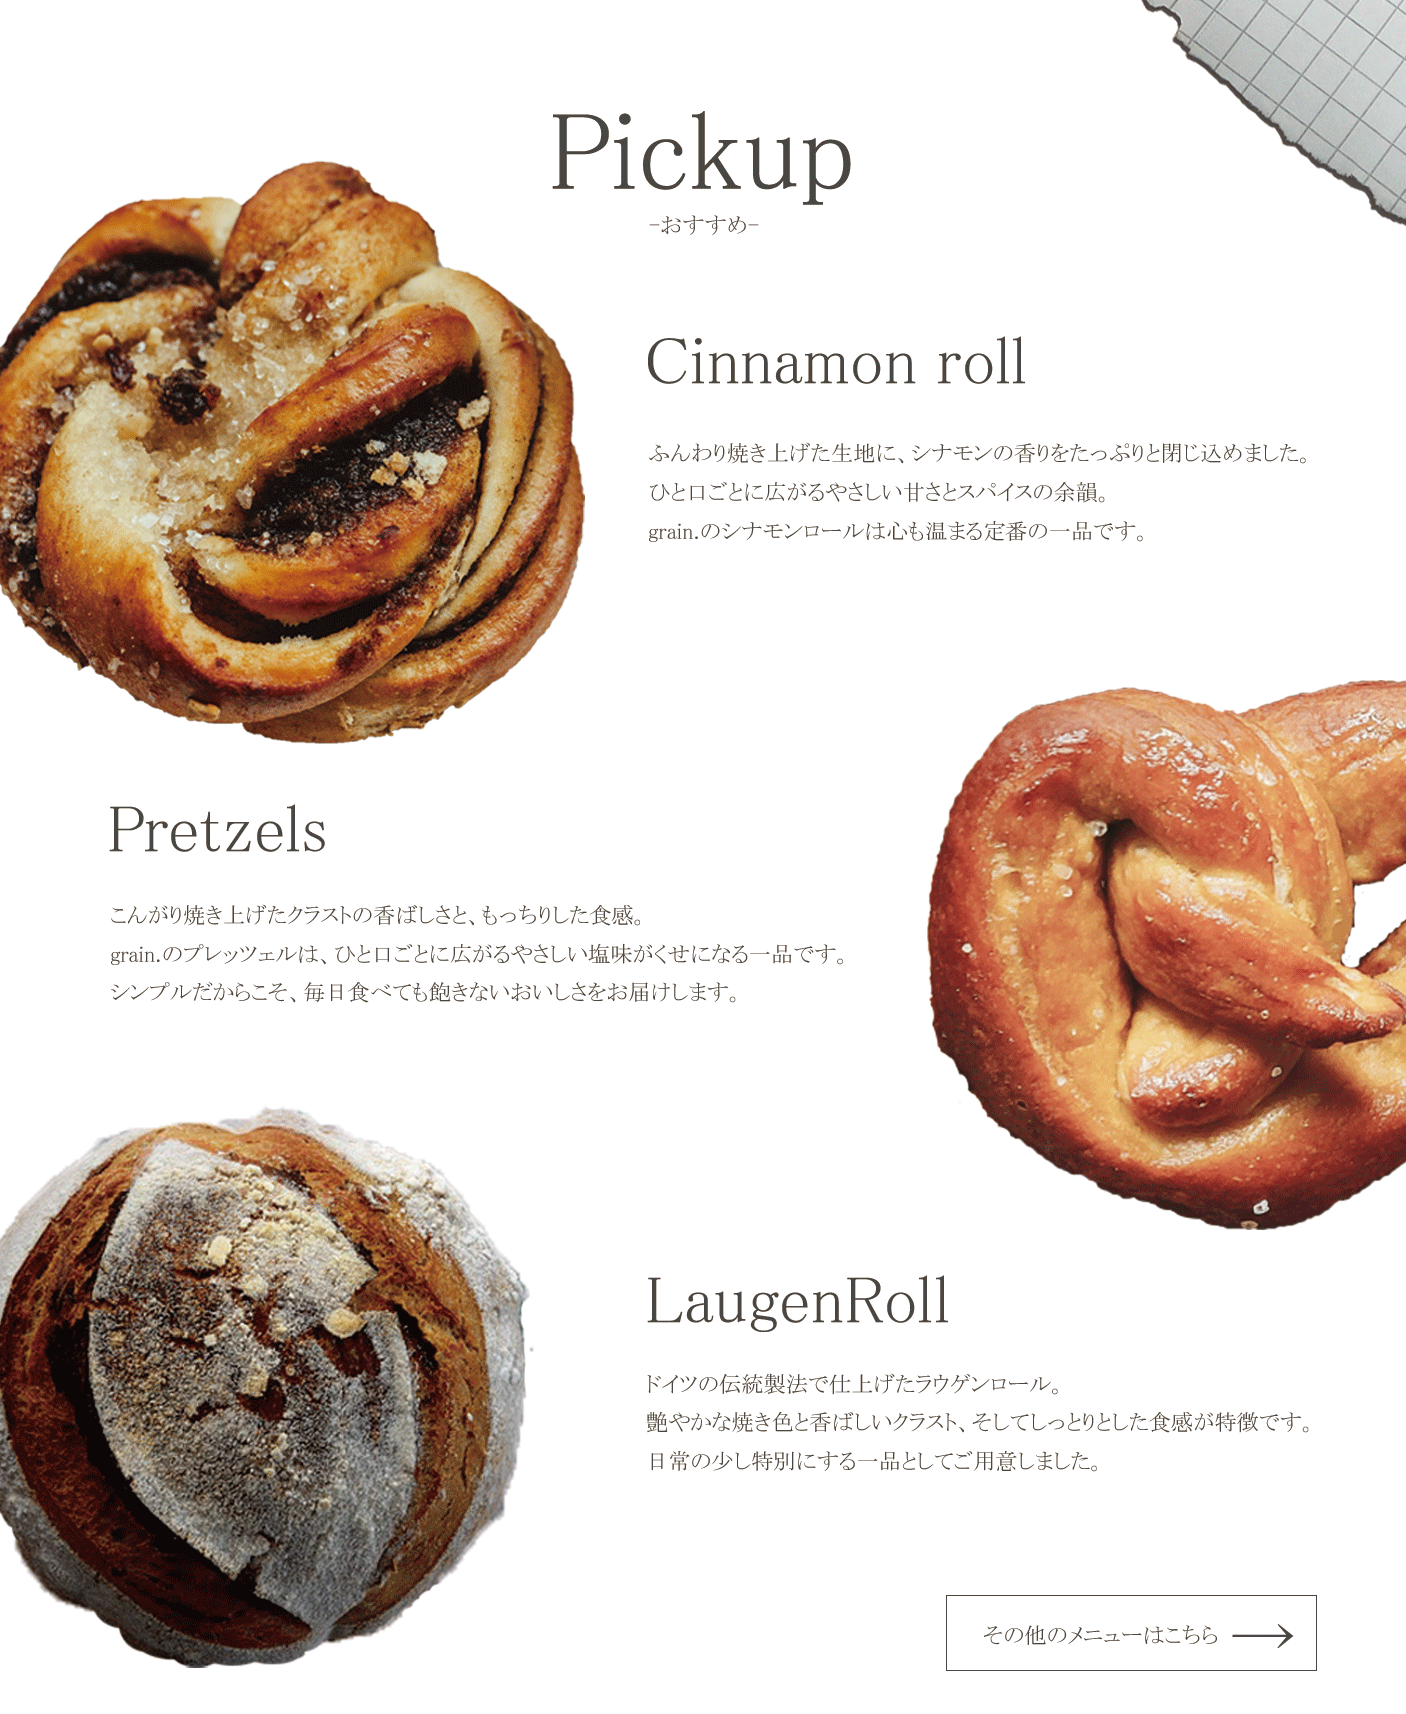 Pickup
-おすすめ-
Cinnamon roll
ふんわり焼き上げた生地に、シナモンの香りをたっぷりと閉じ込めました。
ひと口ごとに広がるやさしい甘さとスパイスの余韻。
grain.のシナモンロールは心も温まる定番の一品です。
Pretzels
こんがり焼き上げたクラストの香ばしさと、もっちりした食感。
grain.のプレッツェルは、ひと口ごとに広がるやさしい塩味がくせになる一品です。
シンプルだからこそ、毎日食べても飽きないおいしさをお届けします。
LaugenRoll
ドイツの伝統製法で仕上げたラウゲンロール。
艶やかな焼き色と香ばしいクラスト、そしてしっとりとした食感が特徴です。
日常の少し特別にする一品としてご用意しました。
その他のメニューはこちら